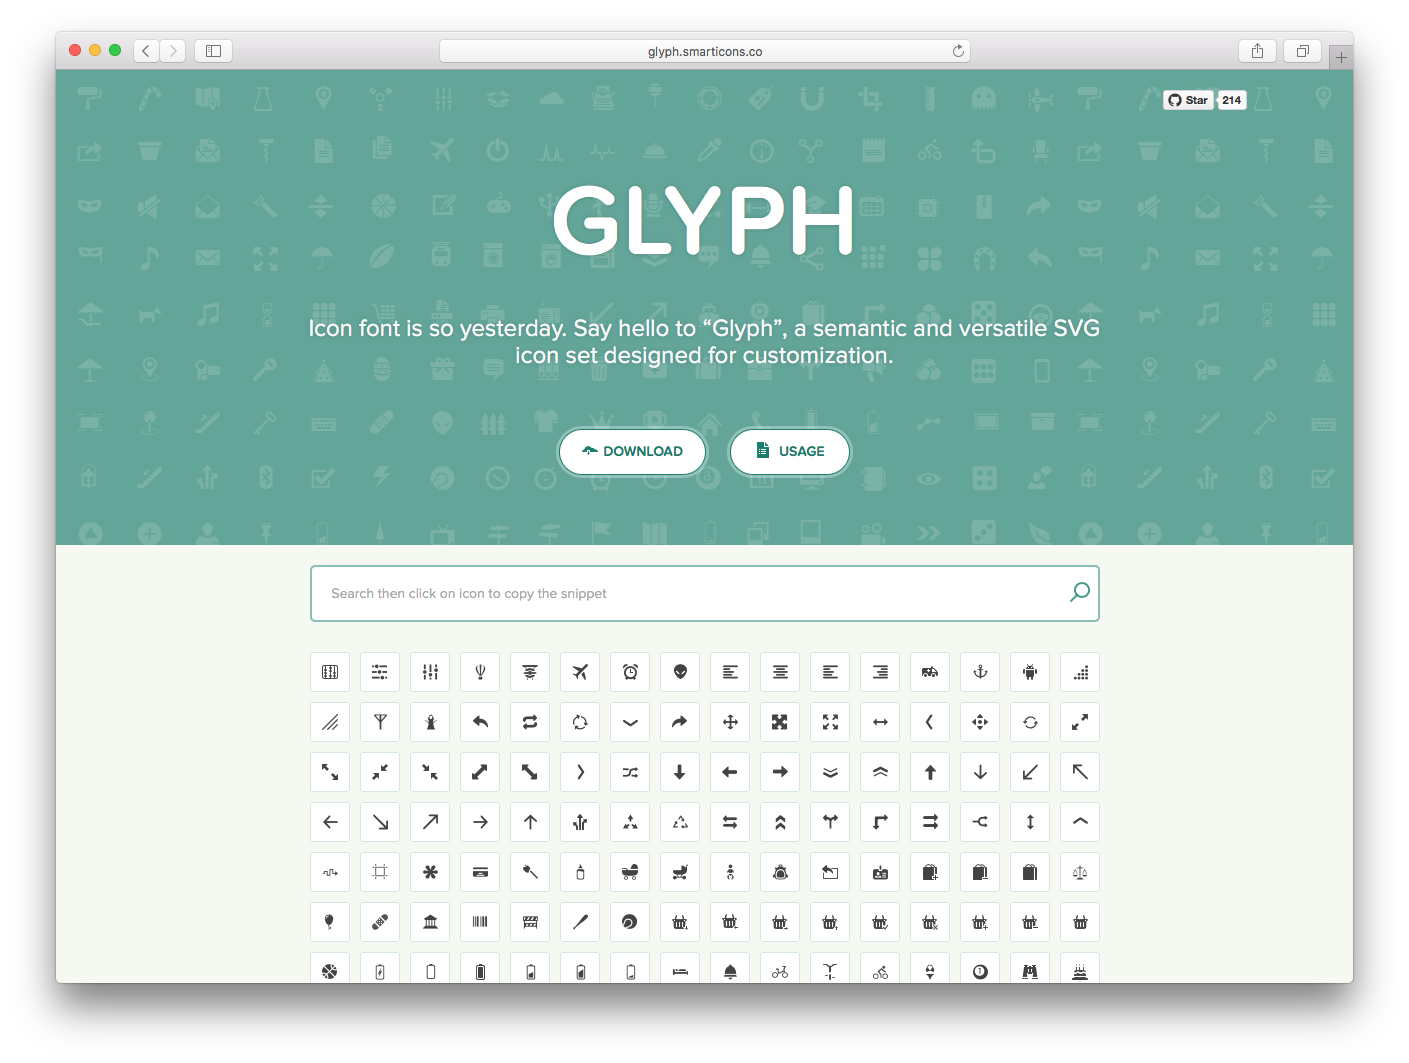 glyph.smarticons.co
Star 214
GLYPH
Icon font is so yesterday. Say hello to “Glyph”, a semantic and versatile SVG
icon set designed for customization.
DOWNLOAD USAGE
Search then click on icon to copy the snippet